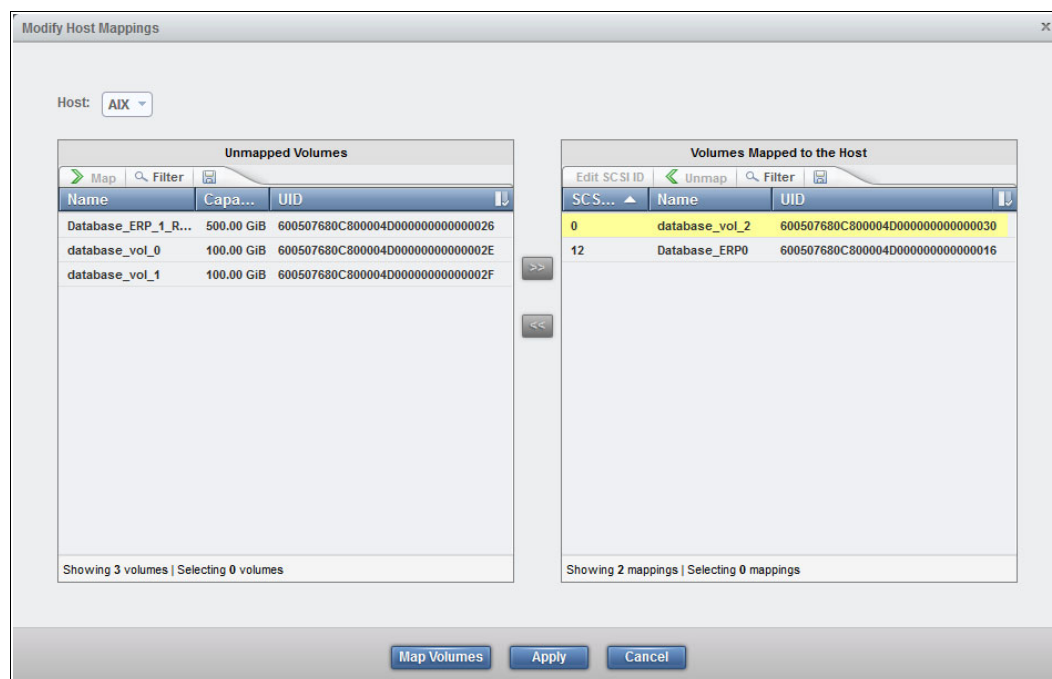 Modify Host Mappings x
Host: AIX
Unmapped Volumes
Map Filter
Name Capa... UID
Database_ERP_1_R... 500.00 GiB 600507680C800004D000000000000026
database_vol_0 100.00 GiB 600507680C800004D00000000000002E
database_vol_1 100.00 GiB 600507680C800004D00000000000002F
Showing 3 volumes | Selecting 0 volumes
>>
<<
Volumes Mapped to the Host
Edit SCSI ID Unmap Filter
SCS... Name UID
0 database_vol_2 600507680C800004D000000000000030
12 Database_ERP0 600507680C800004D000000000000016
Showing 2 mappings | Selecting 0 mappings
Map Volumes Apply Cancel